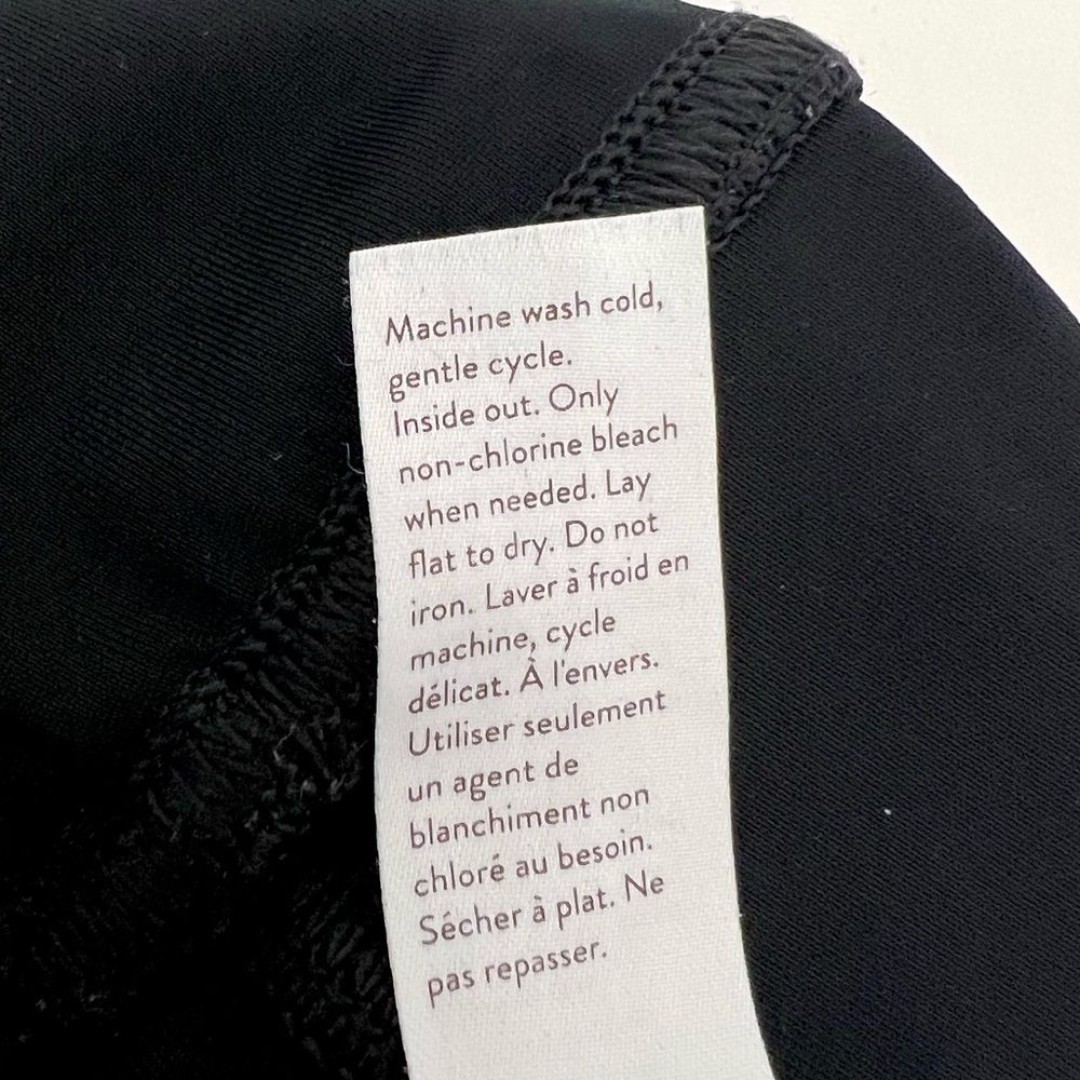 Machine wash cold,
gentle cycle.
Inside out. Only
non-chlorine bleach
when needed. Lay
flat to dry. Do not
iron. Laver à froid en
machine, cycle
délicat. À l'envers.
Utiliser seulement
un agent de
blanchiment non
chloré au besoin.
Sécher à plat. Ne
pas repasser.